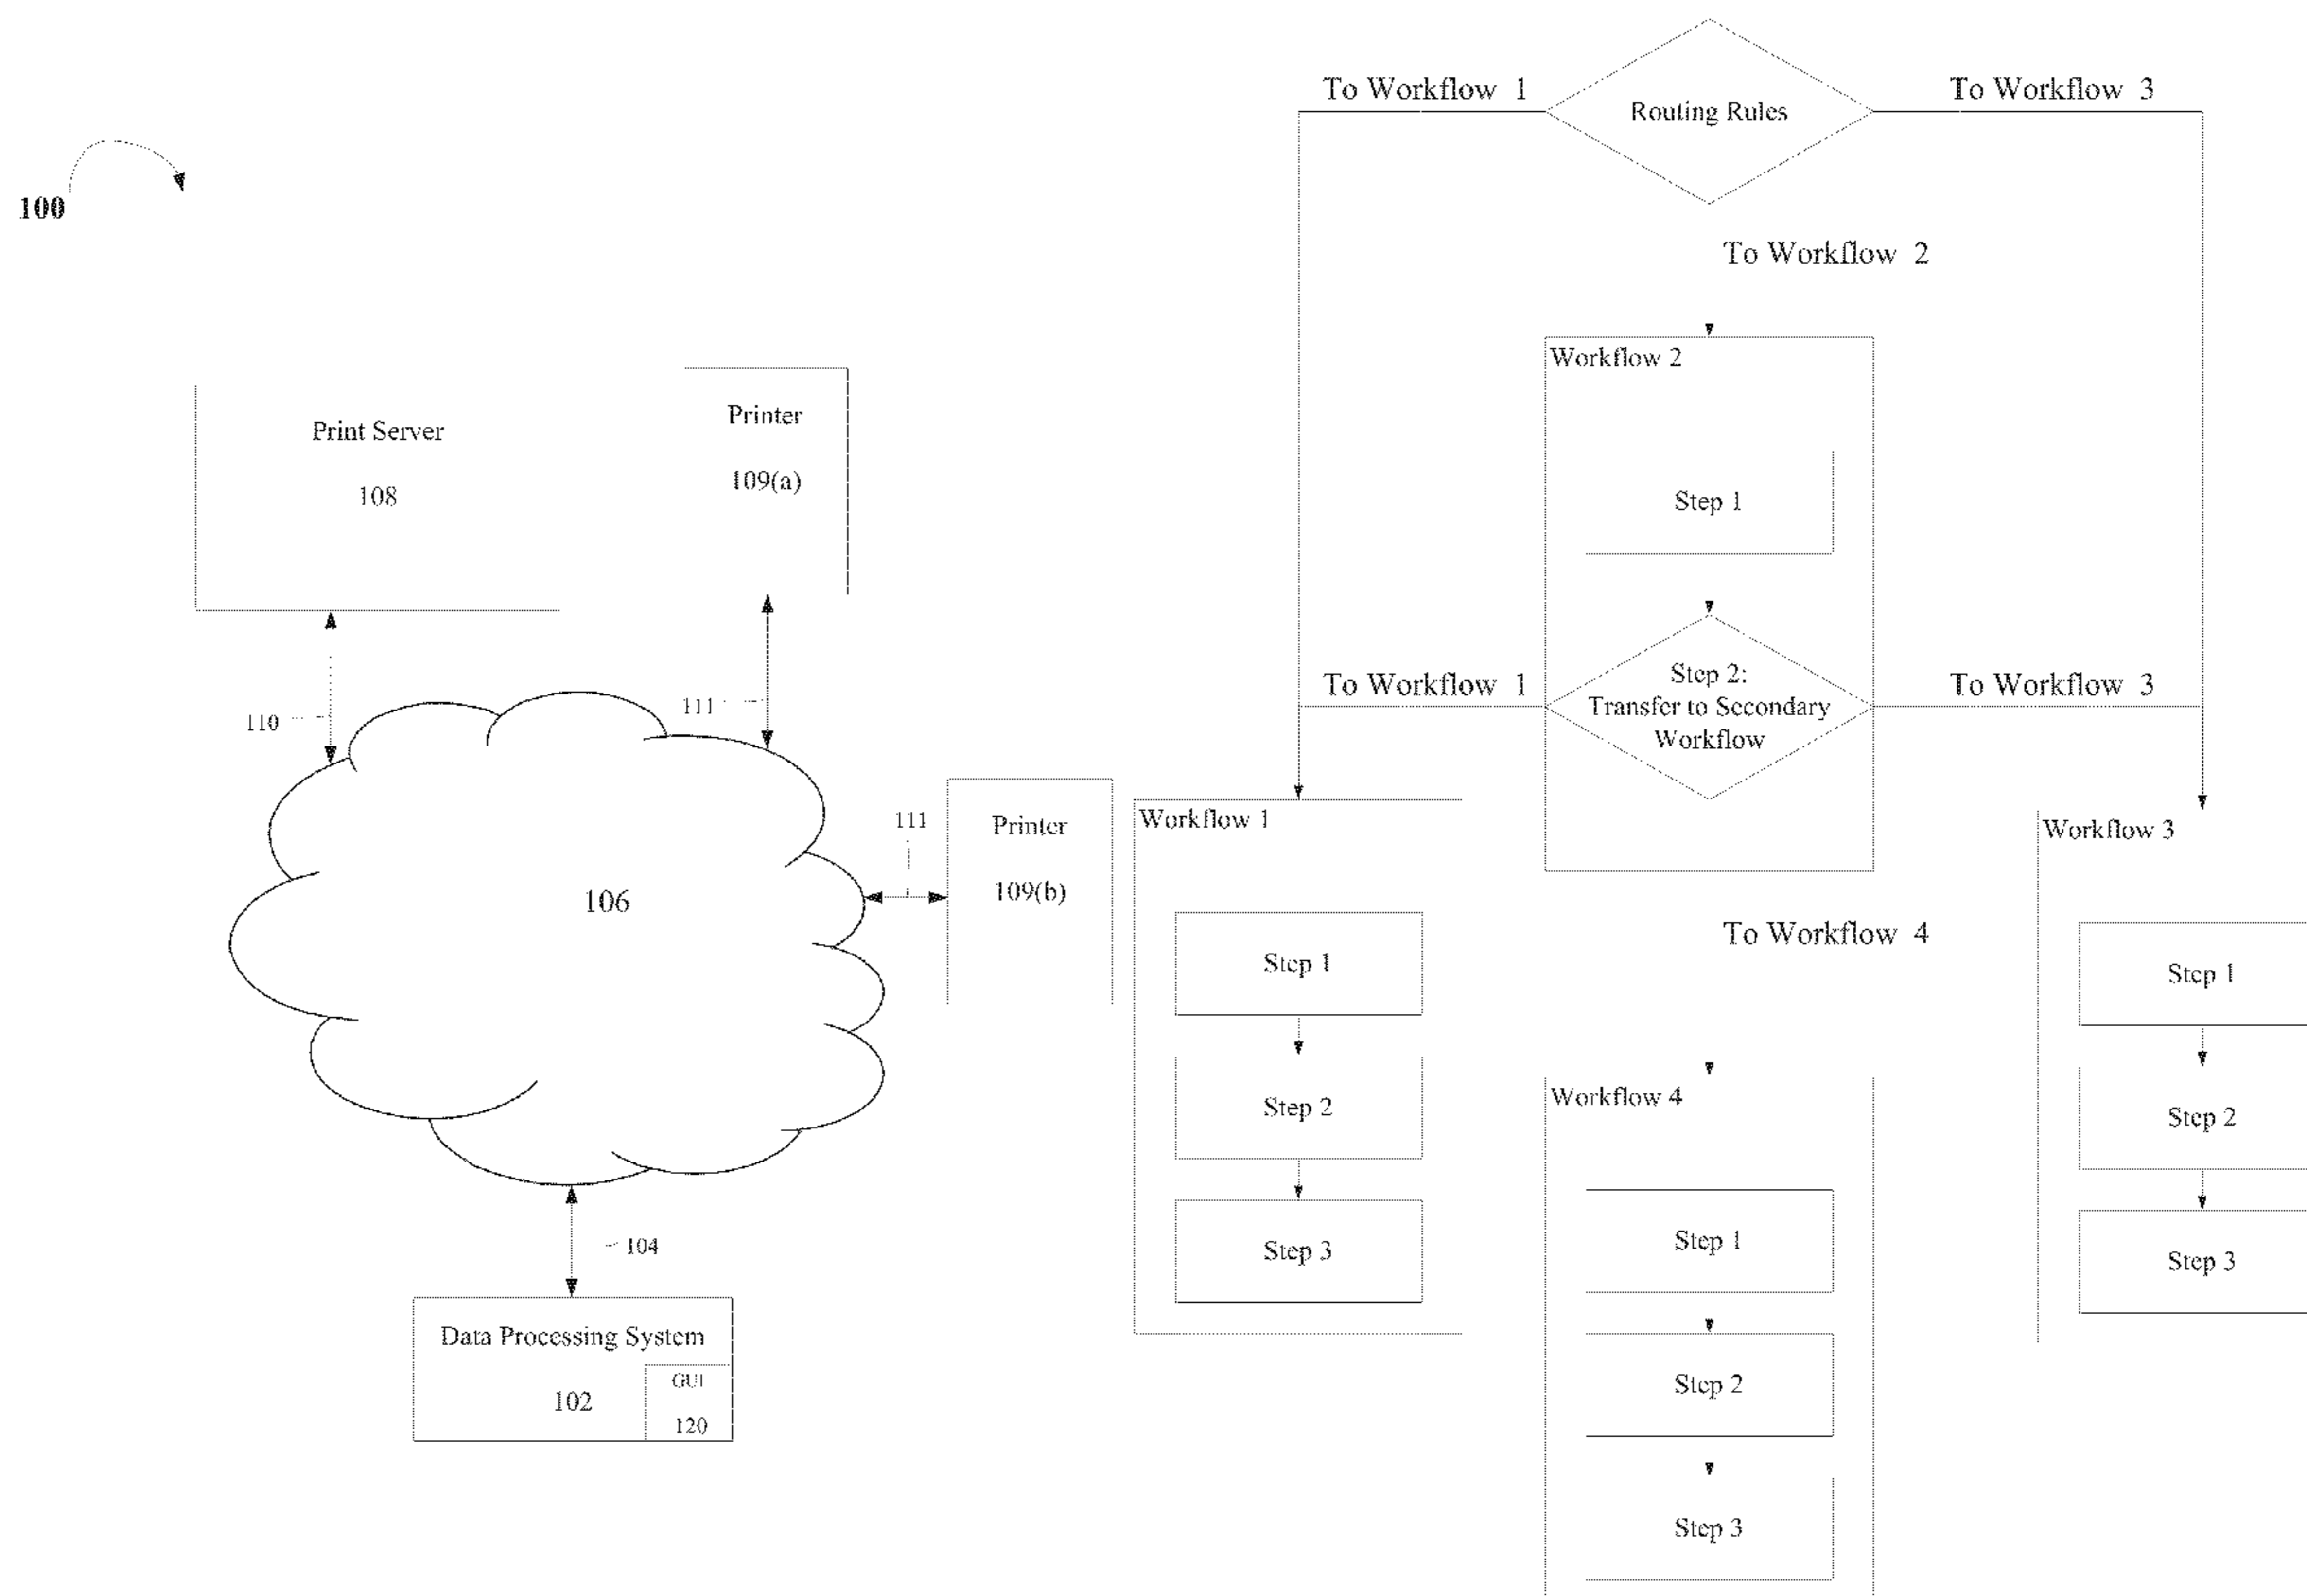 100
Print Server
108
Printer
109(a)
110
111
106
111
Printer
109(b)
104
Data Processing System
102
GUI
120
To Workflow 1
Routing Rules
To Workflow 3
To Workflow 2
Workflow 2
Step 1
To Workflow 1
Step 2:
Transfer to Secondary
Workflow
To Workflow 3
Workflow 1
Step 1
Step 2
Step 3
To Workflow 4
Workflow 4
Step 1
Step 2
Step 3
Workflow 3
Step 1
Step 2
Step 3